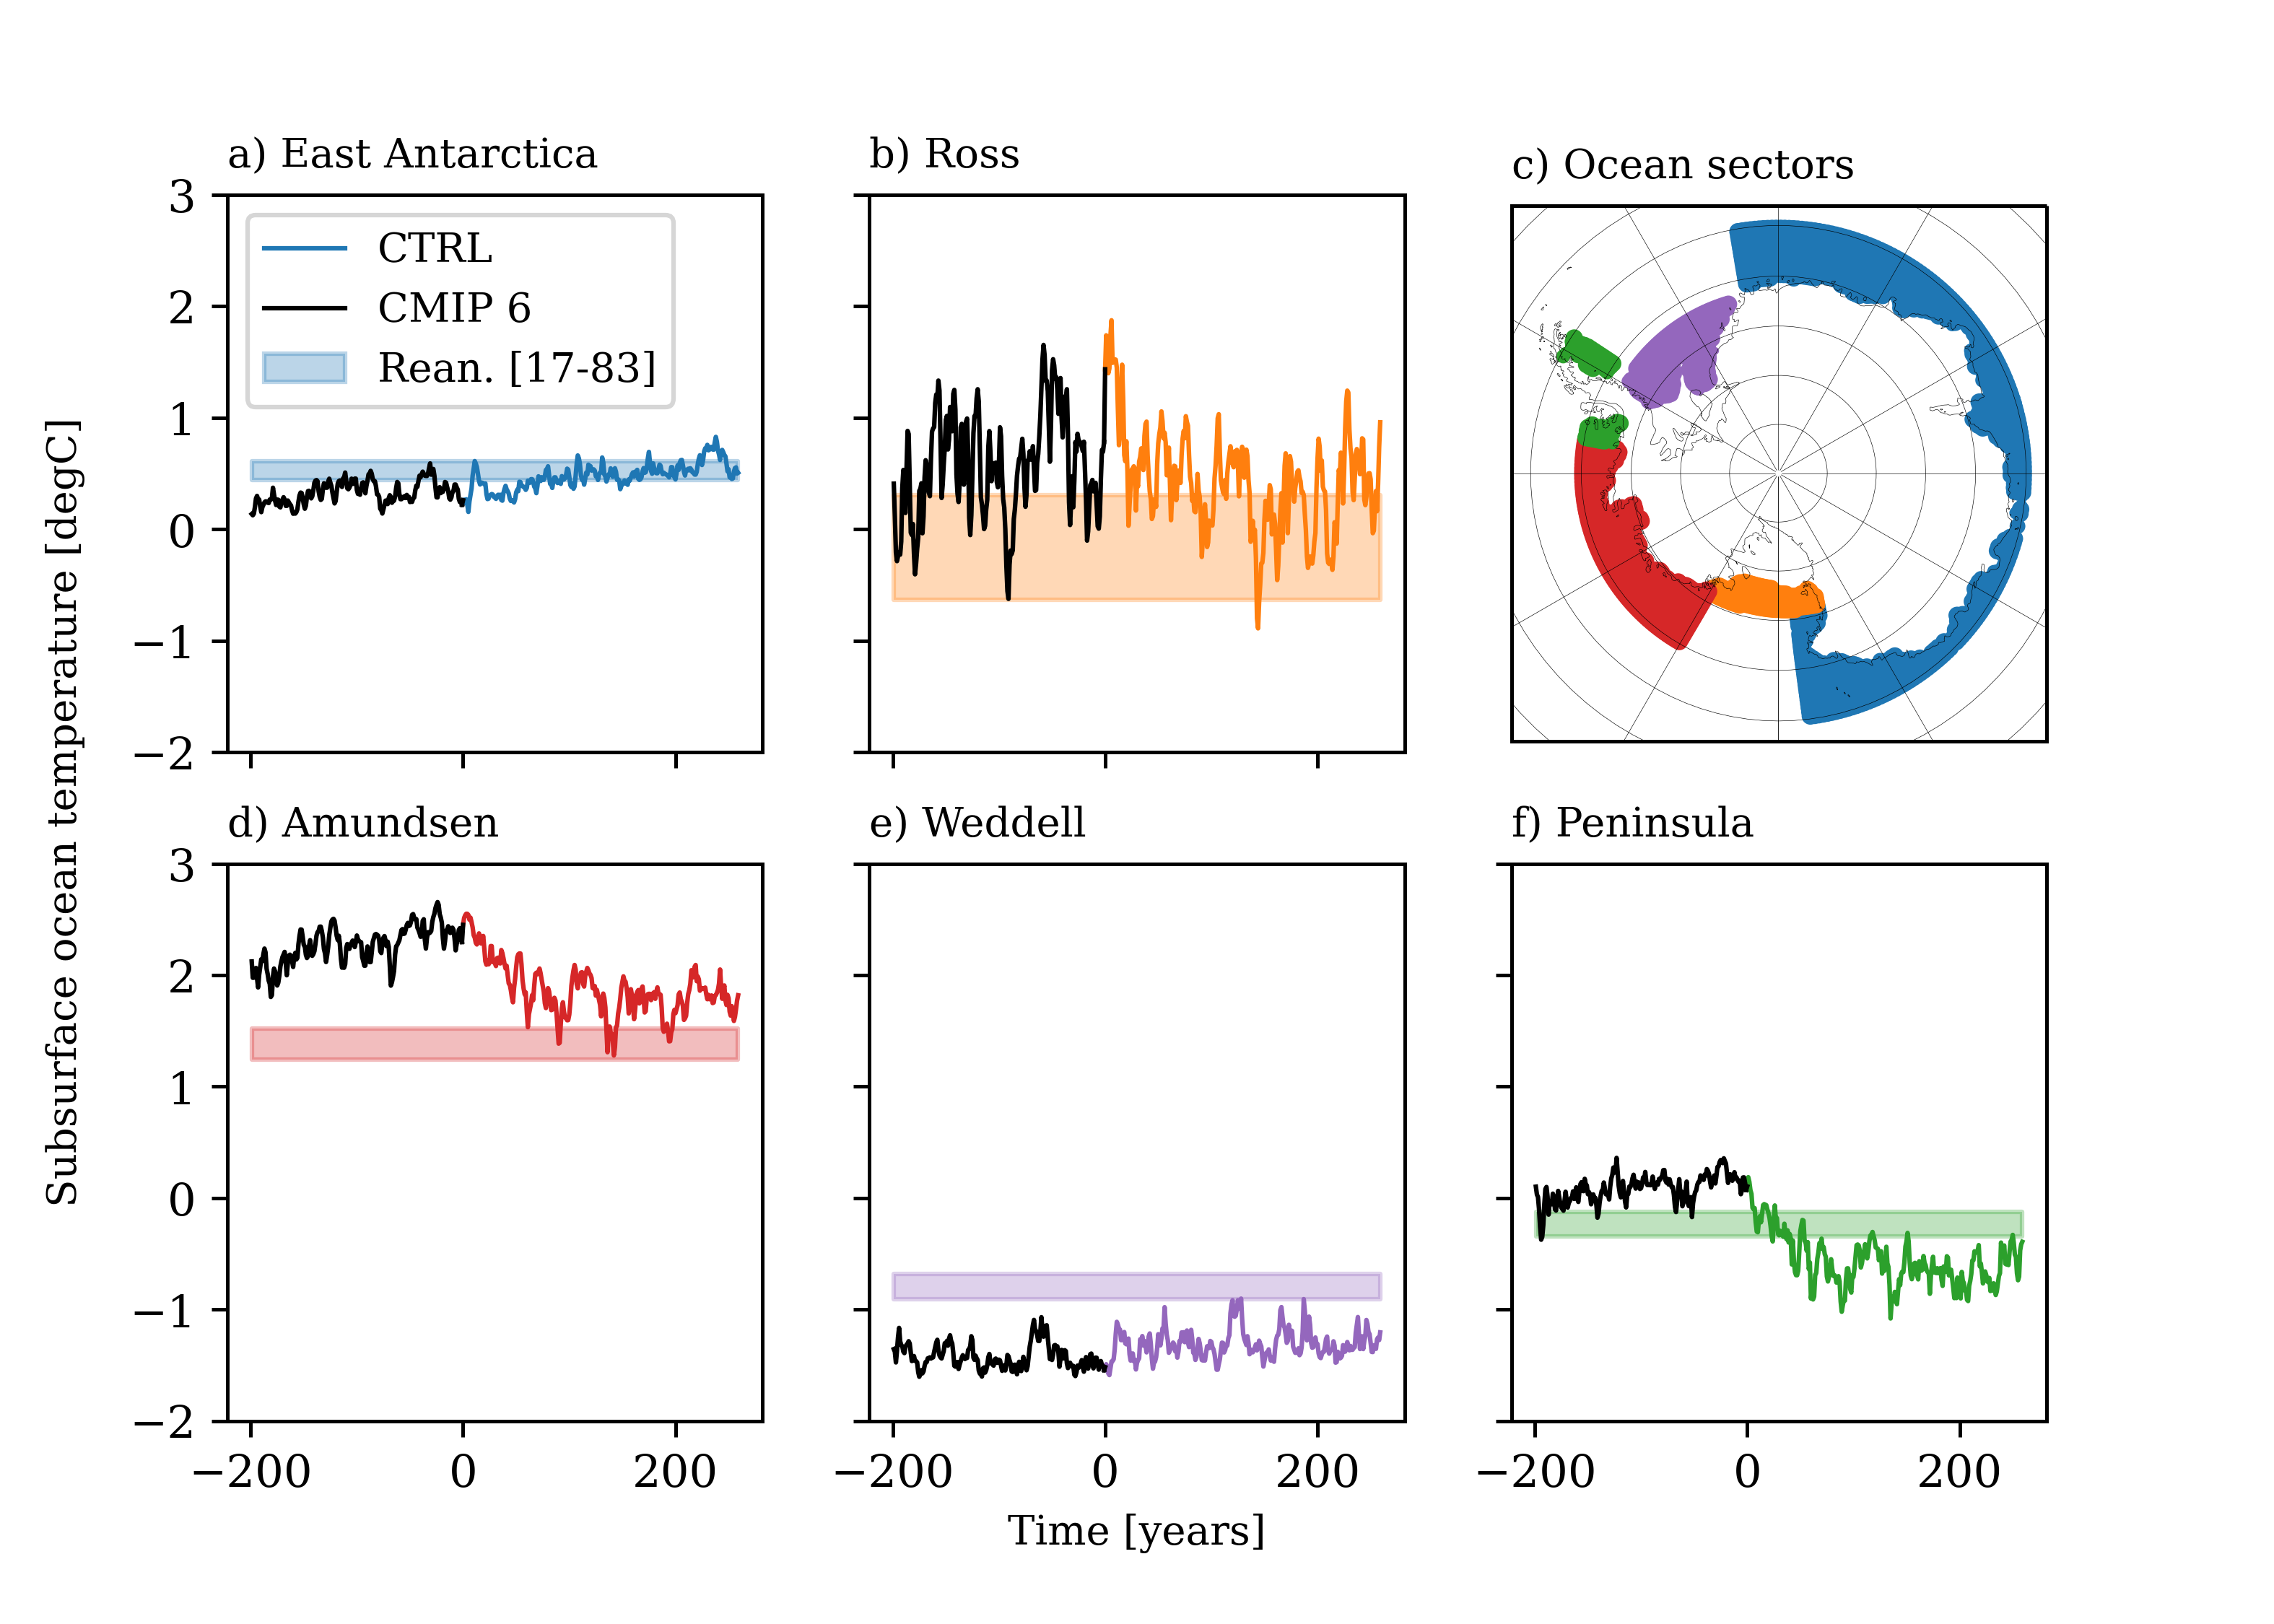 a) East Antarctica
b) Ross
c) Ocean sectors
3
2
1
0
−1
−2
CTRL
CMIP 6
Rean. [17-83]
Subsurface ocean temperature [degC]
d) Amundsen
e) Weddell
f) Peninsula
3
2
1
0
−1
−2
−200 0 200
−200 0 200
−200 0 200
Time [years]